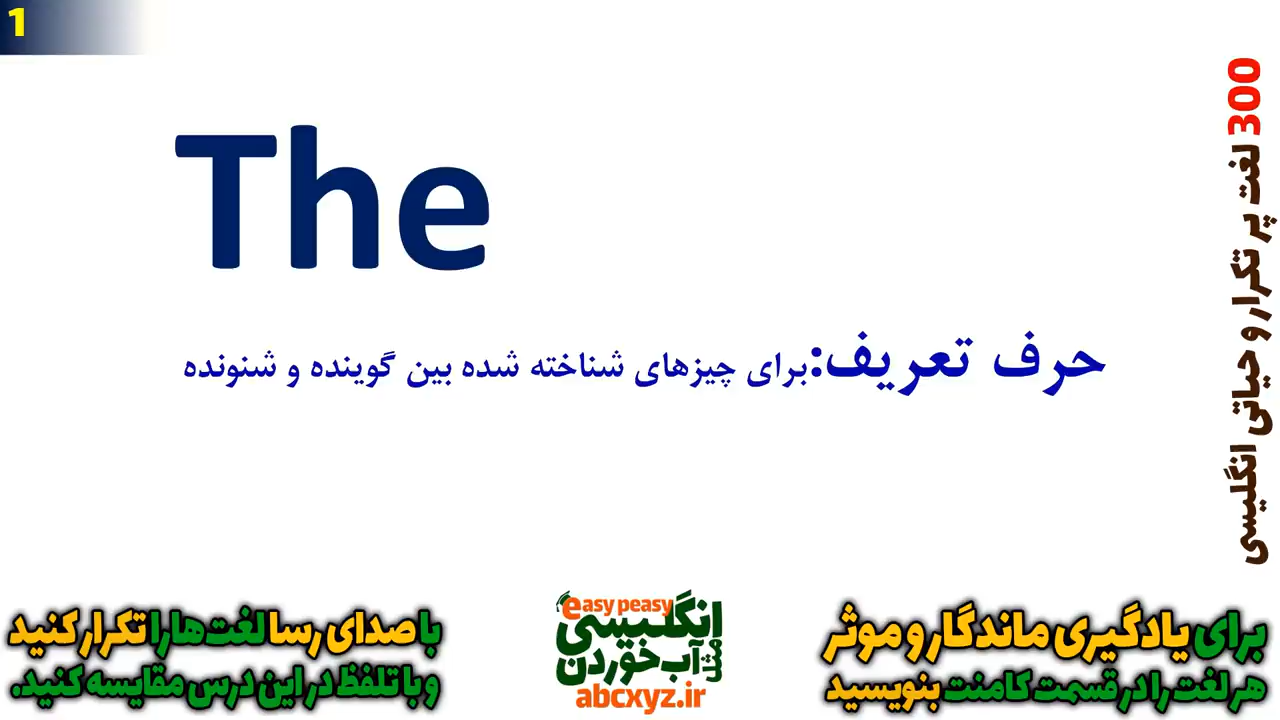 1
The
حرف تعریف:برای چیزهای شناخته شده بین گوینده و شنونده
300 لغت پر تکرار و حیاتی انگلیسی
برای یادگیری ماندگار و موثر
هر لغت را در قسمت کامنت بنویسید
easy peasy
انگلیسی
مثل آب خوردن
abcxyz.ir
با صدای رسا لغت‌ها را تکرار کنید
و با تلفظ در این درس مقایسه کنید.